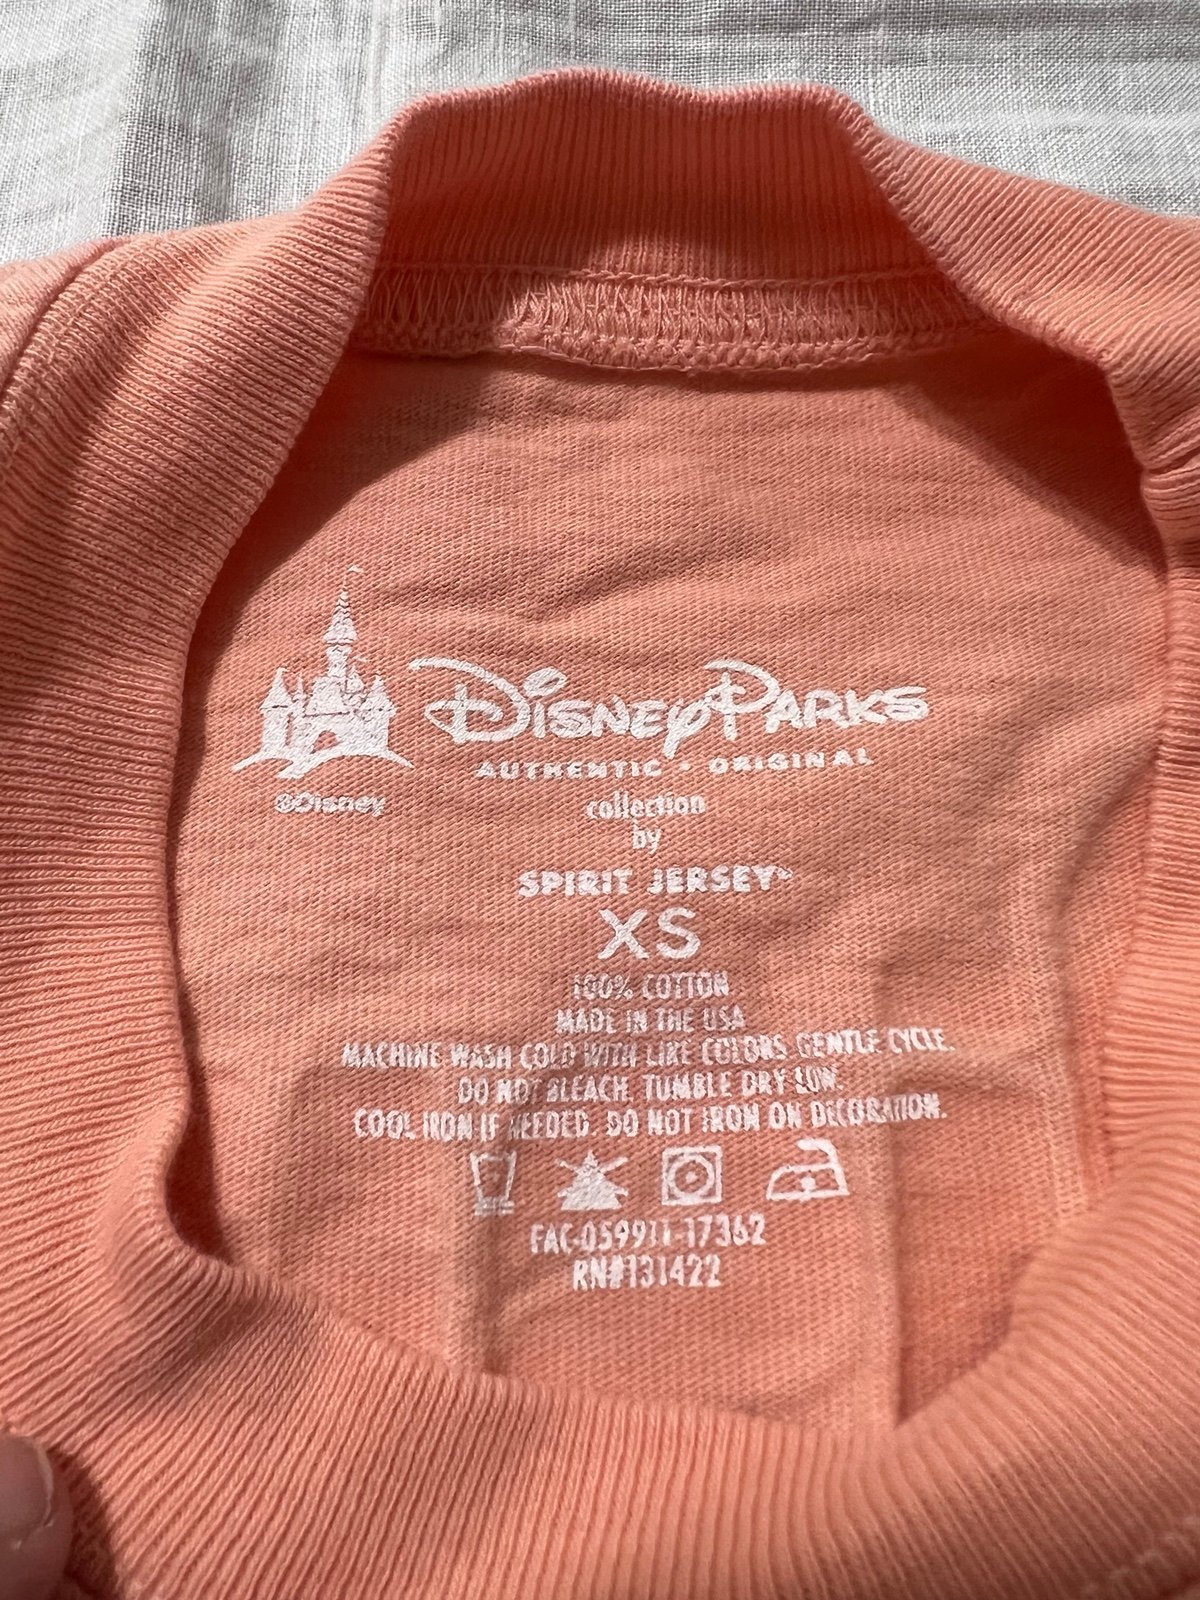 Disney Parks
AUTHENTIC • ORIGINAL
©Disney
collection
by
SPIRIT JERSEY®
XS
100% COTTON
MADE IN THE USA
MACHINE WASH COLD WITH LIKE COLORS GENTLE CYCLE.
DO NOT BLEACH. TUMBLE DRY LOW.
COOL IRON IF NEEDED. DO NOT IRON ON DECORATION.
FAC-059911-17362
RN#131422